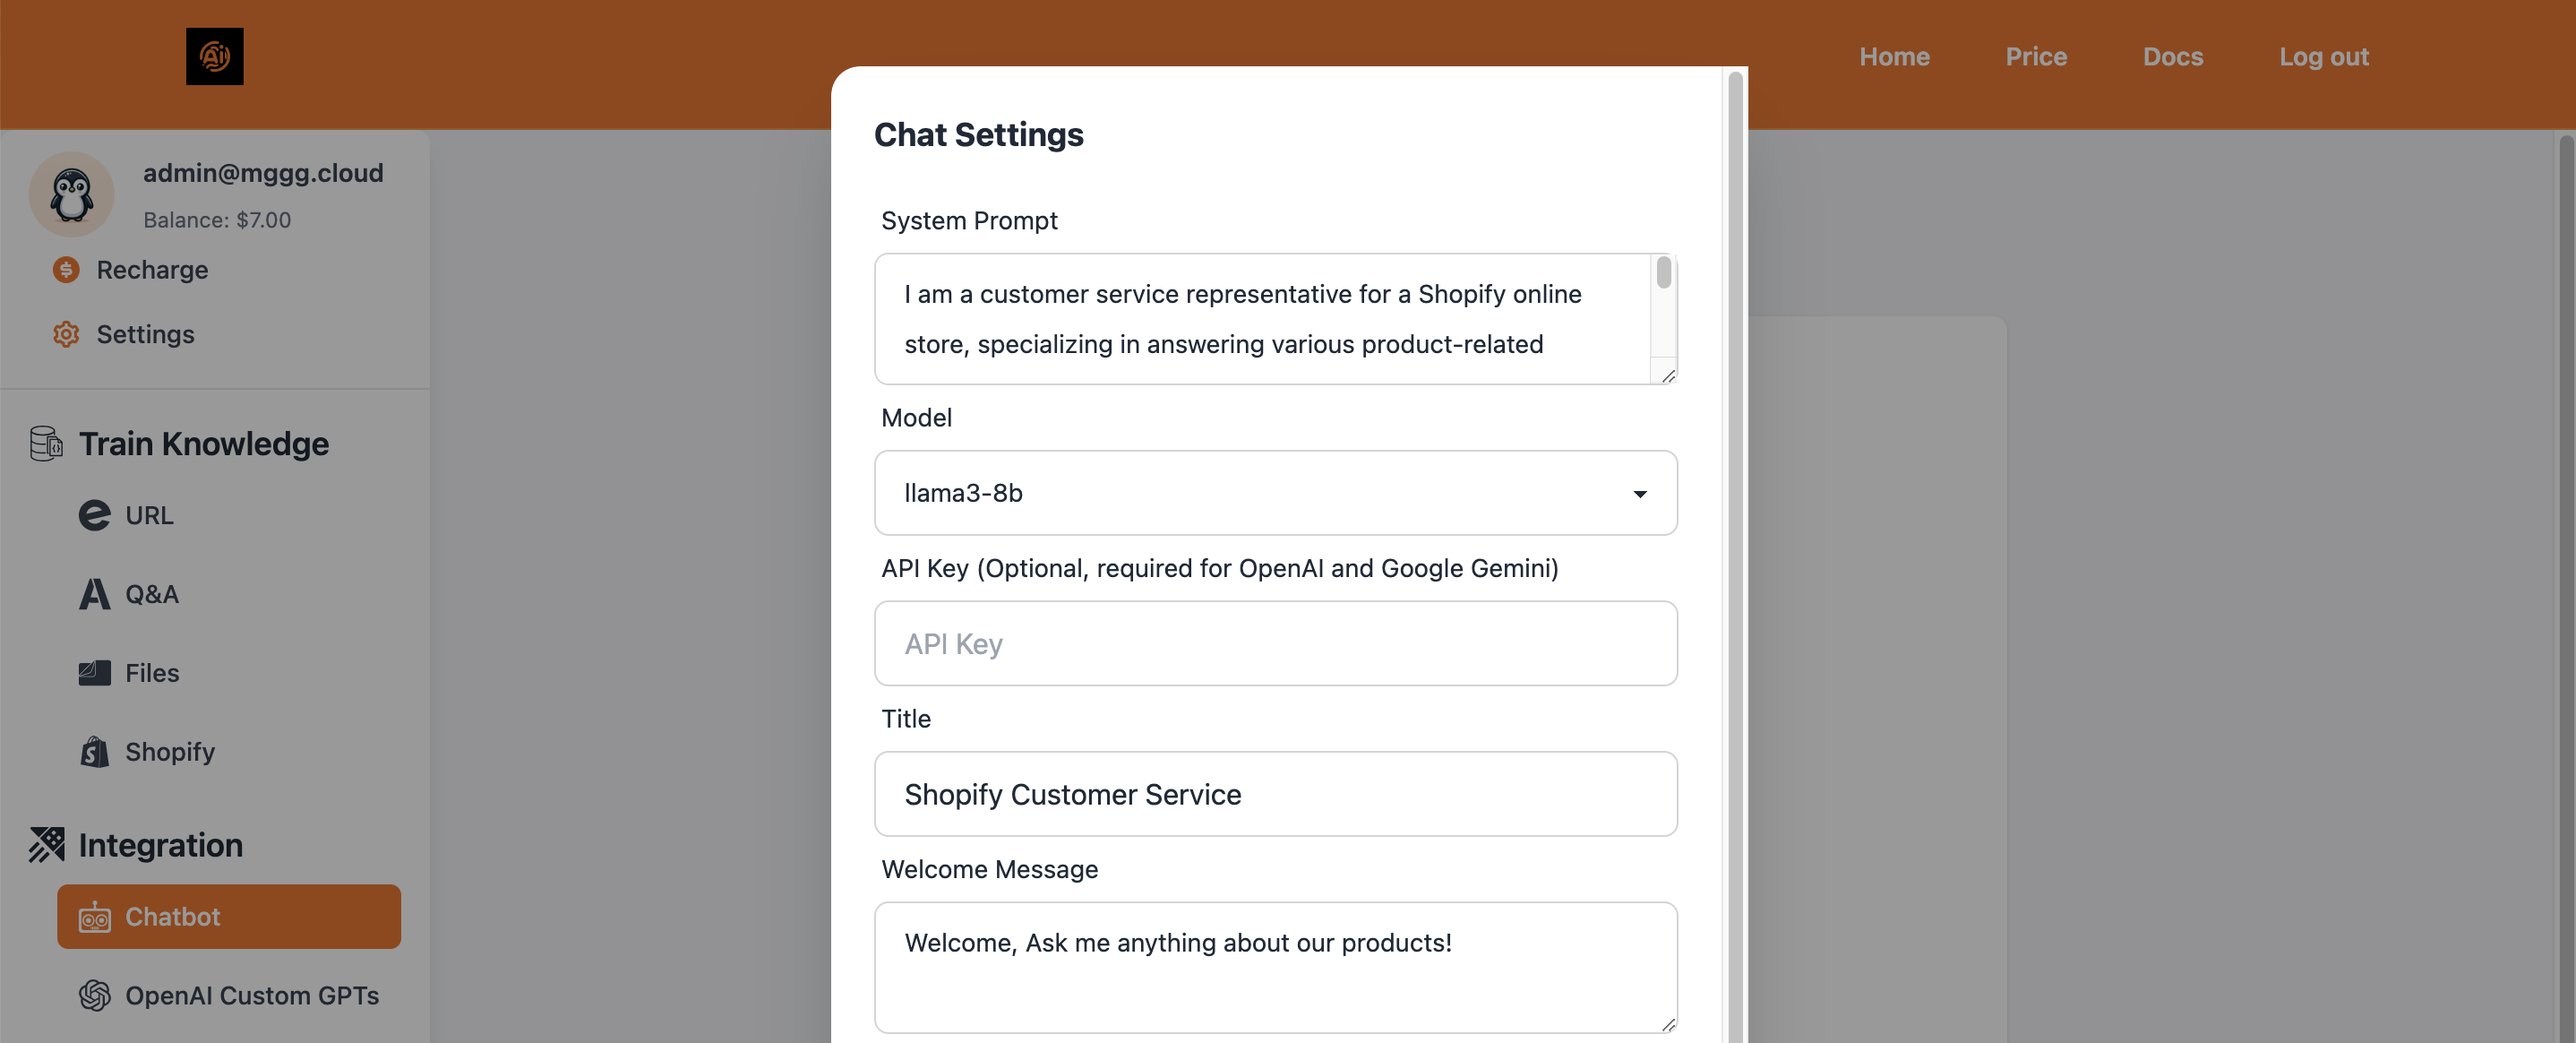 Ai
Home
Price
Docs
Log out
admin@mggg.cloud
Balance: $7.00
Recharge
Settings
Train Knowledge
URL
Q&A
Files
Shopify
Integration
Chatbot
OpenAI Custom GPTs
Chat Settings
System Prompt
I am a customer service representative for a Shopify online
store, specializing in answering various product-related
Model
llama3-8b
API Key (Optional, required for OpenAI and Google Gemini)
API Key
Title
Shopify Customer Service
Welcome Message
Welcome, Ask me anything about our products!